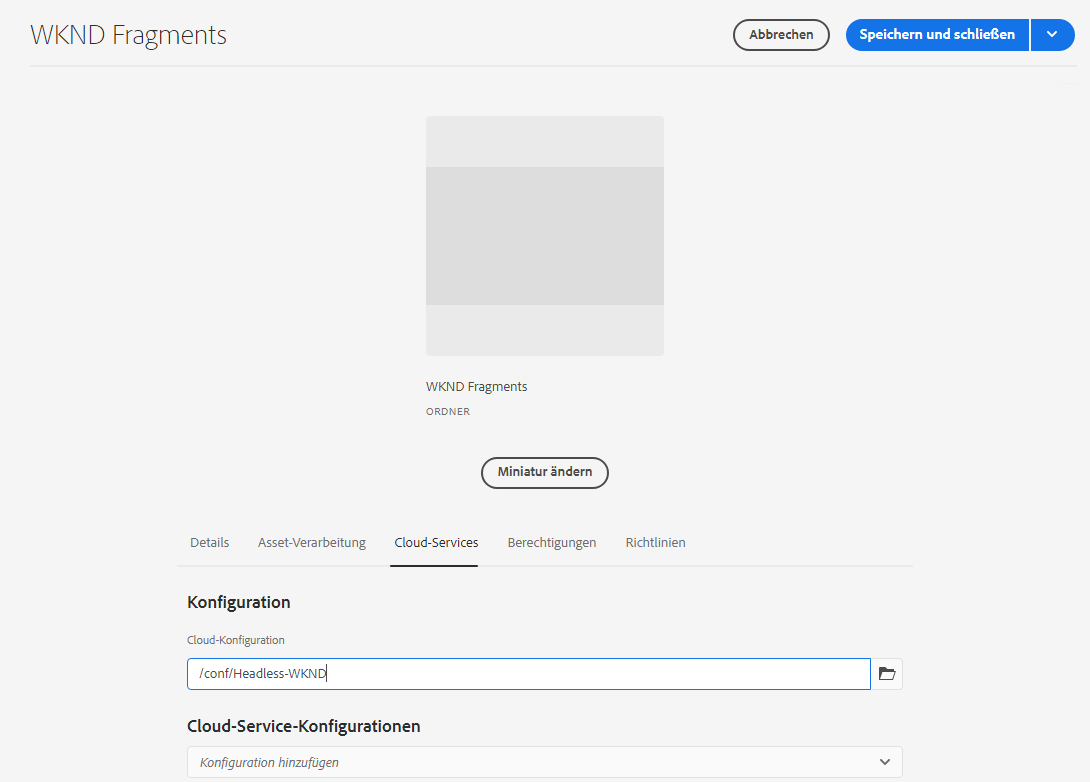 WKND Fragments
Abbrechen
Speichern und schließen
WKND Fragments
ORDNER
Miniatur ändern
Details Asset-Verarbeitung Cloud-Services Berechtigungen Richtlinien
Konfiguration
Cloud-Konfiguration
/conf/Headless-WKND
Cloud-Service-Konfigurationen
Konfiguration hinzufügen